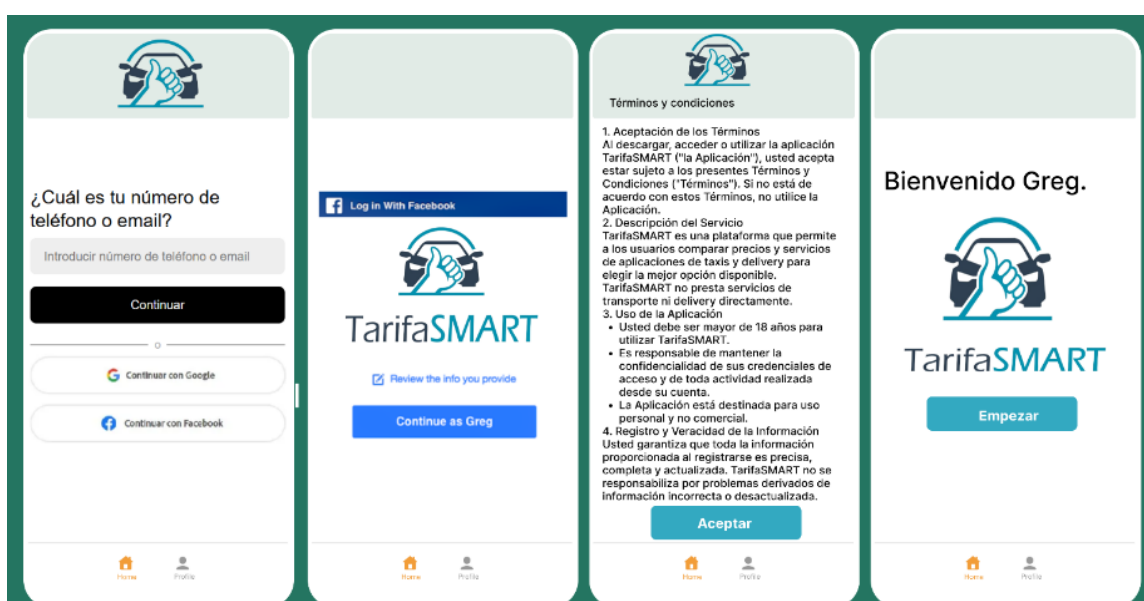 ¿Cuál es tu número de
teléfono o email?
Introducir número de teléfono o email
Continuar
o
Continuar con Google
Continuar con Facebook
Home
Profile
Log in With Facebook
TarifaSMART
Review the info you provide
Continue as Greg
Home
Profile
Términos y condiciones
1. Aceptación de los Términos
Al descargar, acceder o utilizar la aplicación
TarifaSMART ("la Aplicación"), usted acepta
estar sujeto a los presentes Términos y
Condiciones ("Términos"). Si no está de
acuerdo con estos Términos, no utilice la
Aplicación.
2. Descripción del Servicio
TarifaSMART es una plataforma que permite
a los usuarios comparar precios y servicios
de aplicaciones de taxis y delivery para
elegir la mejor opción disponible.
TarifaSMART no presta servicios de
transporte ni delivery directamente.
3. Uso de la Aplicación
• Usted debe ser mayor de 18 años para
utilizar TarifaSMART.
• Es responsable de mantener la
confidencialidad de sus credenciales de
acceso y de toda actividad realizada
desde su cuenta.
• La Aplicación está destinada para uso
personal y no comercial.
4. Registro y Veracidad de la Información
Usted garantiza que toda la información
proporcionada al registrarse es precisa,
completa y actualizada. TarifaSMART no se
responsabiliza por problemas derivados de
información incorrecta o desactualizada.
Aceptar
Home
Profile
Bienvenido Greg.
TarifaSMART
Empezar
Home
Profile